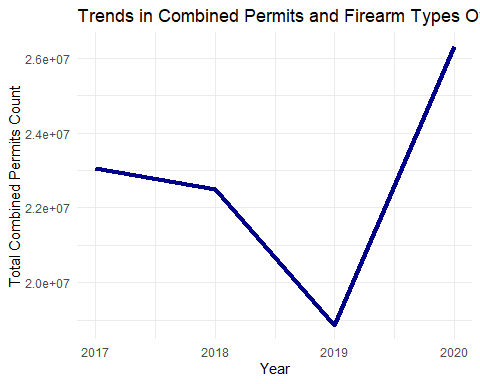 Trends in Combined Permits and Firearm Types O
2.6e+07
2.4e+07
2.2e+07
2.0e+07
Total Combined Permits Count
2017 2018 2019 2020
Year